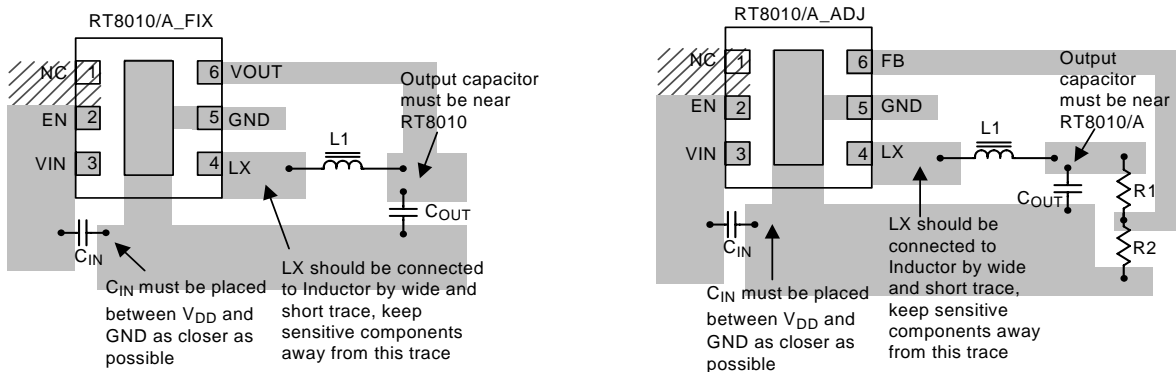 RT8010/A_FIX
NC 1
6 VOUT
EN 2
5 GND
VIN 3
4 LX
Output capacitor
must be near
RT8010
L1
COUT
CIN
CIN must be placed
between VDD and
GND as closer as
possible
LX should be connected
to Inductor by wide and
short trace, keep
sensitive components
away from this trace
RT8010/A_ADJ
NC 1
6 FB
EN 2
5 GND
VIN 3
4 LX
Output
capacitor
must be near
RT8010/A
L1
COUT
R1
R2
CIN
CIN must be placed
between VDD and
GND as closer as
possible
LX should be
connected to
Inductor by wide
and short trace,
keep sensitive
components away
from this trace